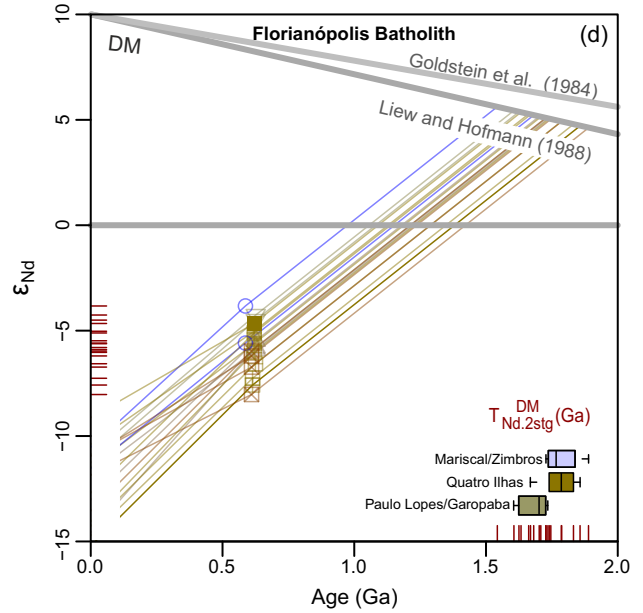 Florianópolis Batholith
(d)
DM
Goldstein et al. (1984)
Liew and Hofmann (1988)
εNd
10
5
0
−5
−10
−15
DM
TNd.2stg(Ga)
Mariscal/Zimbros
Quatro Ilhas
Paulo Lopes/Garopaba
0.0 0.5 1.0 1.5 2.0
Age (Ga)